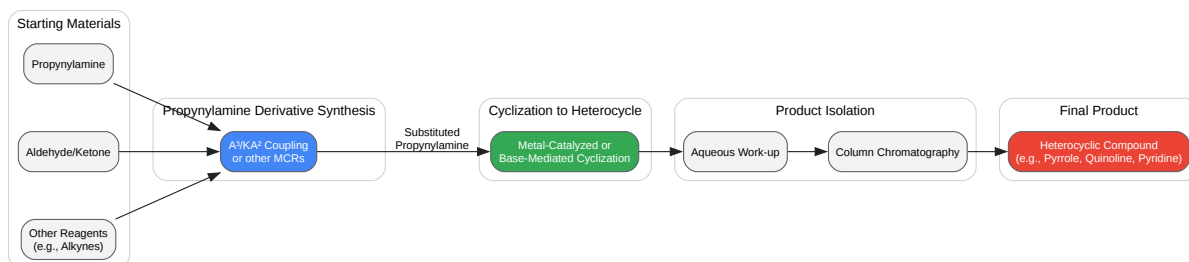 Starting Materials
Propynylamine
Aldehyde/Ketone
Other Reagents
(e.g., Alkynes)
Propynylamine Derivative Synthesis
A³/KA² Coupling
or other MCRs
Substituted
Propynylamine
Cyclization to Heterocycle
Metal-Catalyzed or
Base-Mediated Cyclization
Product Isolation
Aqueous Work-up
Column Chromatography
Final Product
Heterocyclic Compound
(e.g., Pyrrole, Quinoline, Pyridine)